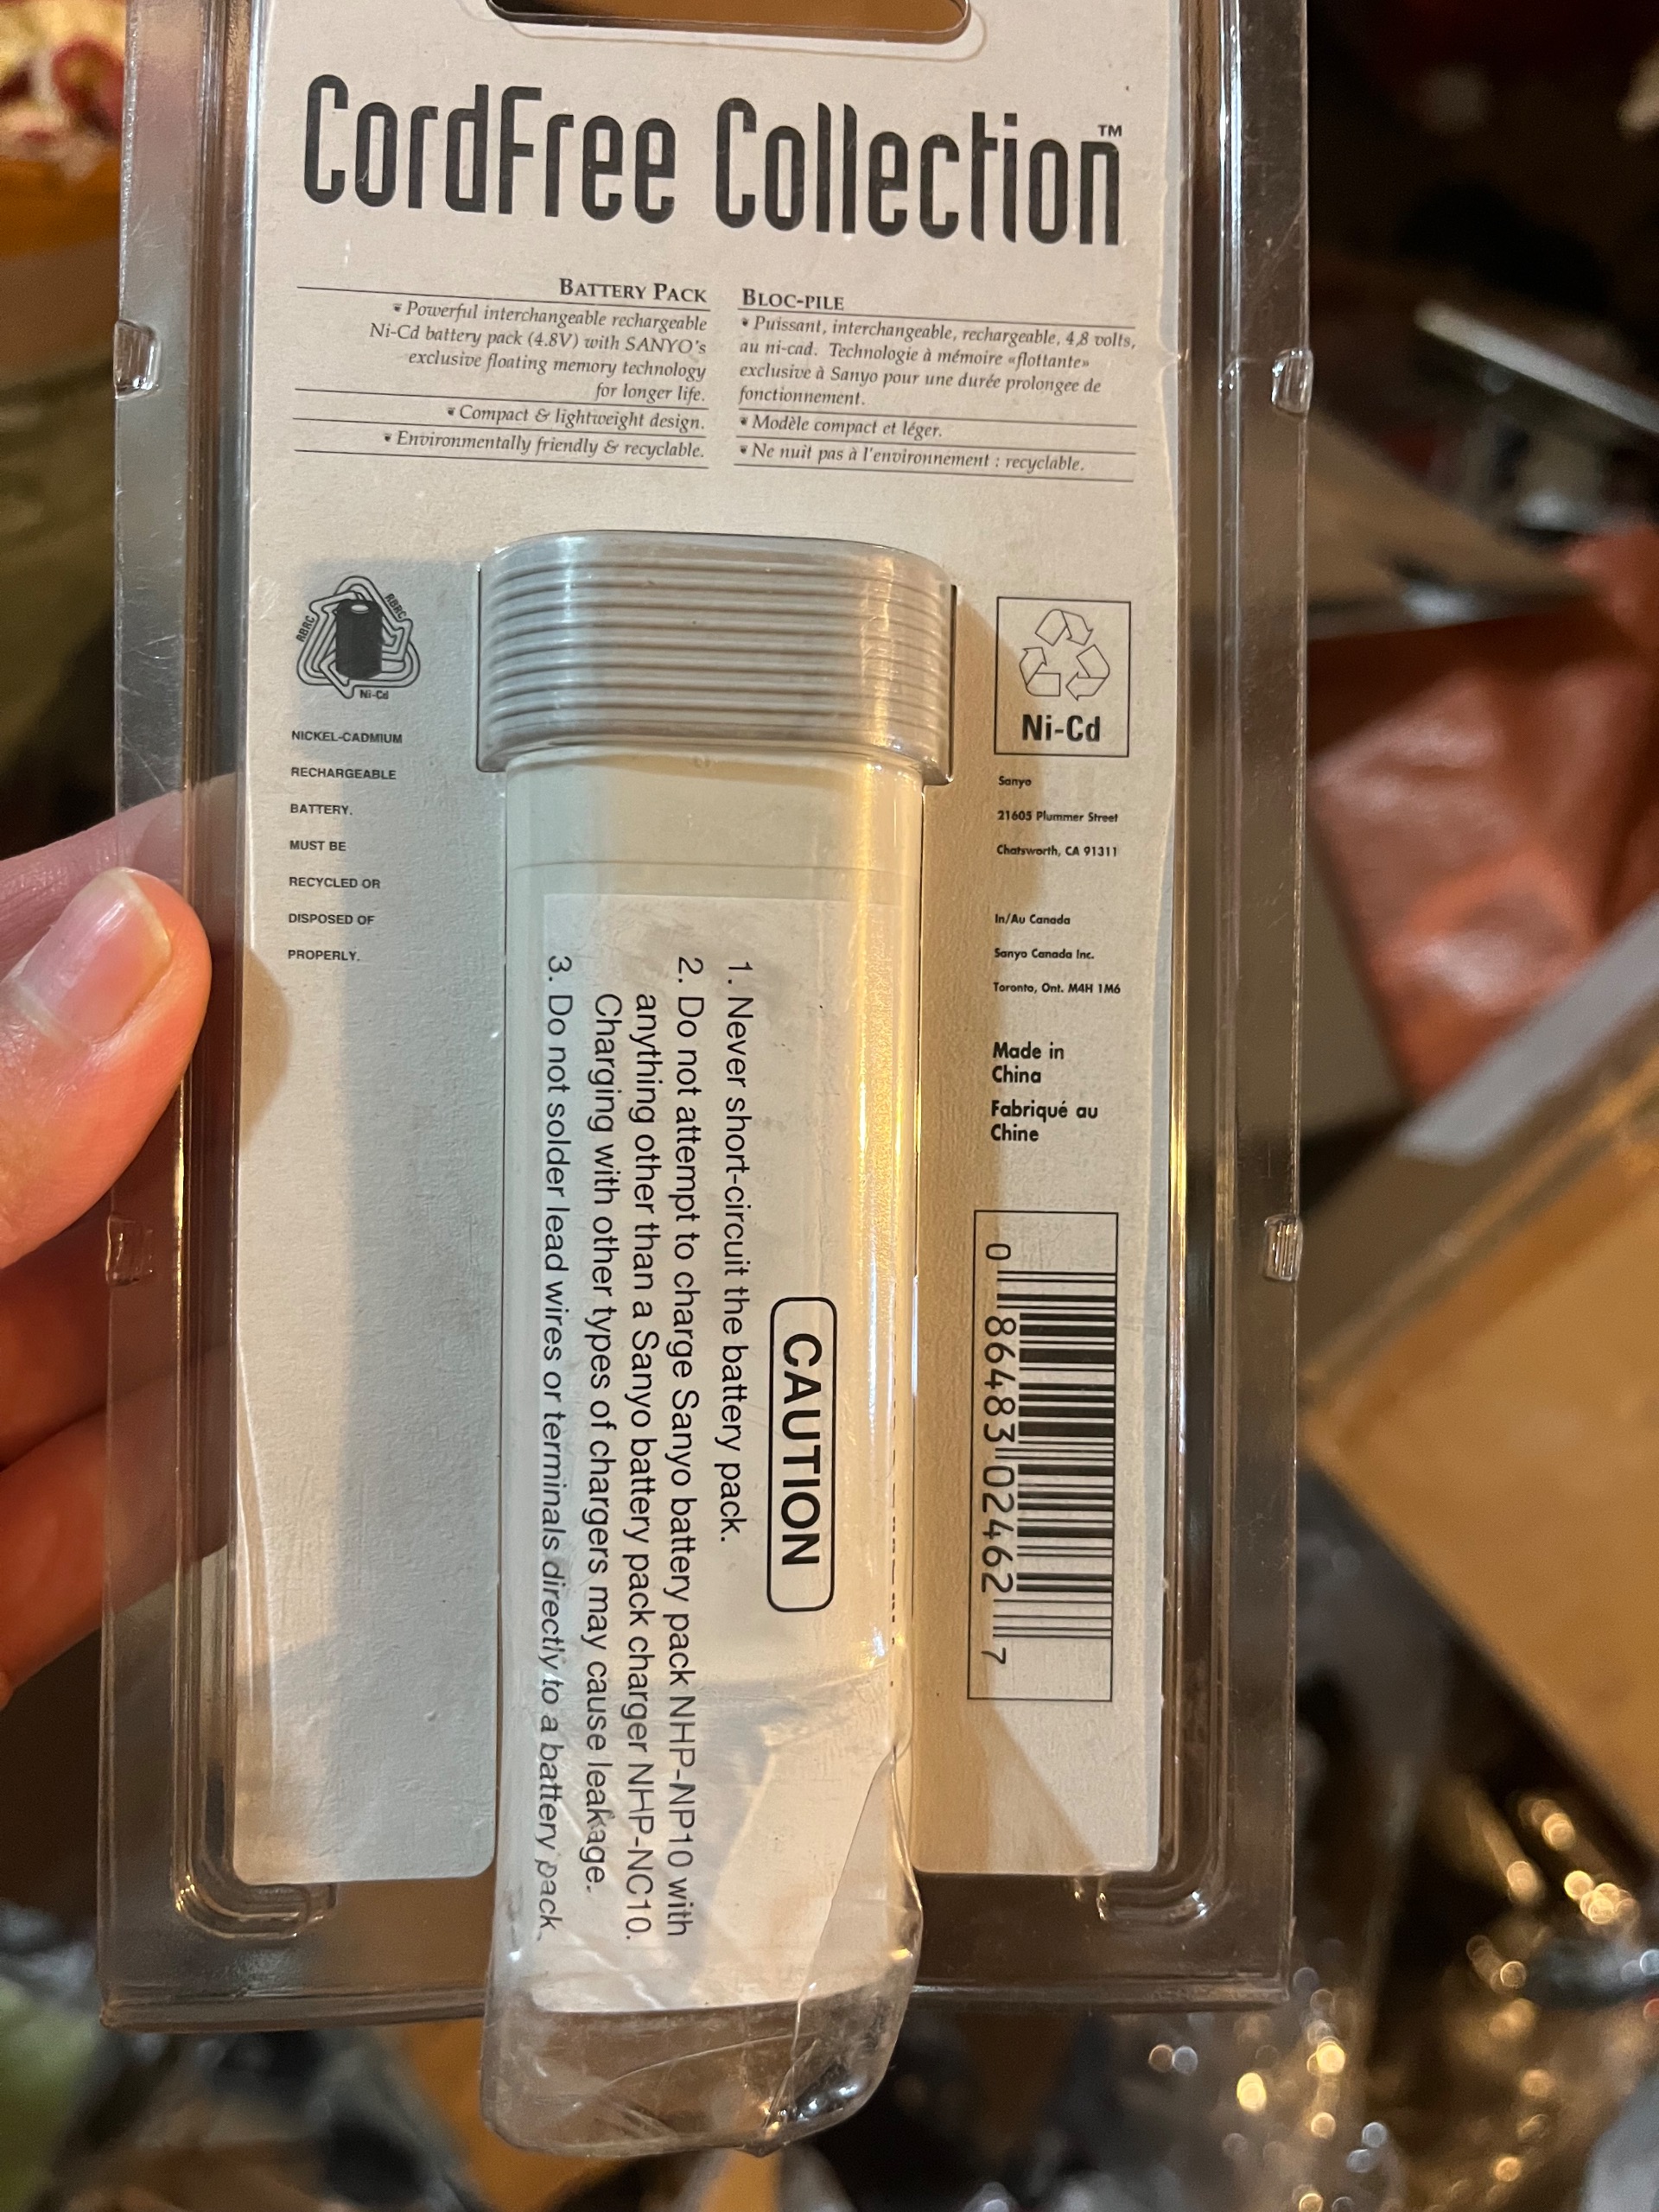 CordFree Collection™
BATTERY PACK
Powerful interchangeable rechargeable
Ni-Cd battery pack (4.8V) with SANYO's
exclusive floating memory technology
for longer life.
Compact & lightweight design.
Environmentally friendly & recyclable.
BLOC-PILE
Puissant, interchangeable, rechargeable, 4,8 volts,
au ni-cad. Technologie à mémoire «flottante»
exclusive à Sanyo pour une durée prolongee de
fonctionnement.
Modèle compact et léger.
Ne nuit pas à l'environnement : recyclable.
RBRC
RBRC
Ni-Cd
NICKEL-CADMIUM
RECHARGEABLE
BATTERY.
MUST BE
RECYCLED OR
DISPOSED OF
PROPERLY.
CAUTION
1. Never short-circuit the battery pack.
2. Do not attempt to charge Sanyo battery pack NHP-NP10 with
anything other than a Sanyo battery pack charger NHP-NC10.
Charging with other types of chargers may cause leakage.
3. Do not solder lead wires or terminals directly to a battery pack.
Ni-Cd
Sanyo
21605 Plummer Street
Chatsworth, CA 91311
In/Au Canada
Sanyo Canada Inc.
Toronto, Ont. M4H 1M6
Made in
China
Fabriqué au
Chine
0 86483 02462 7